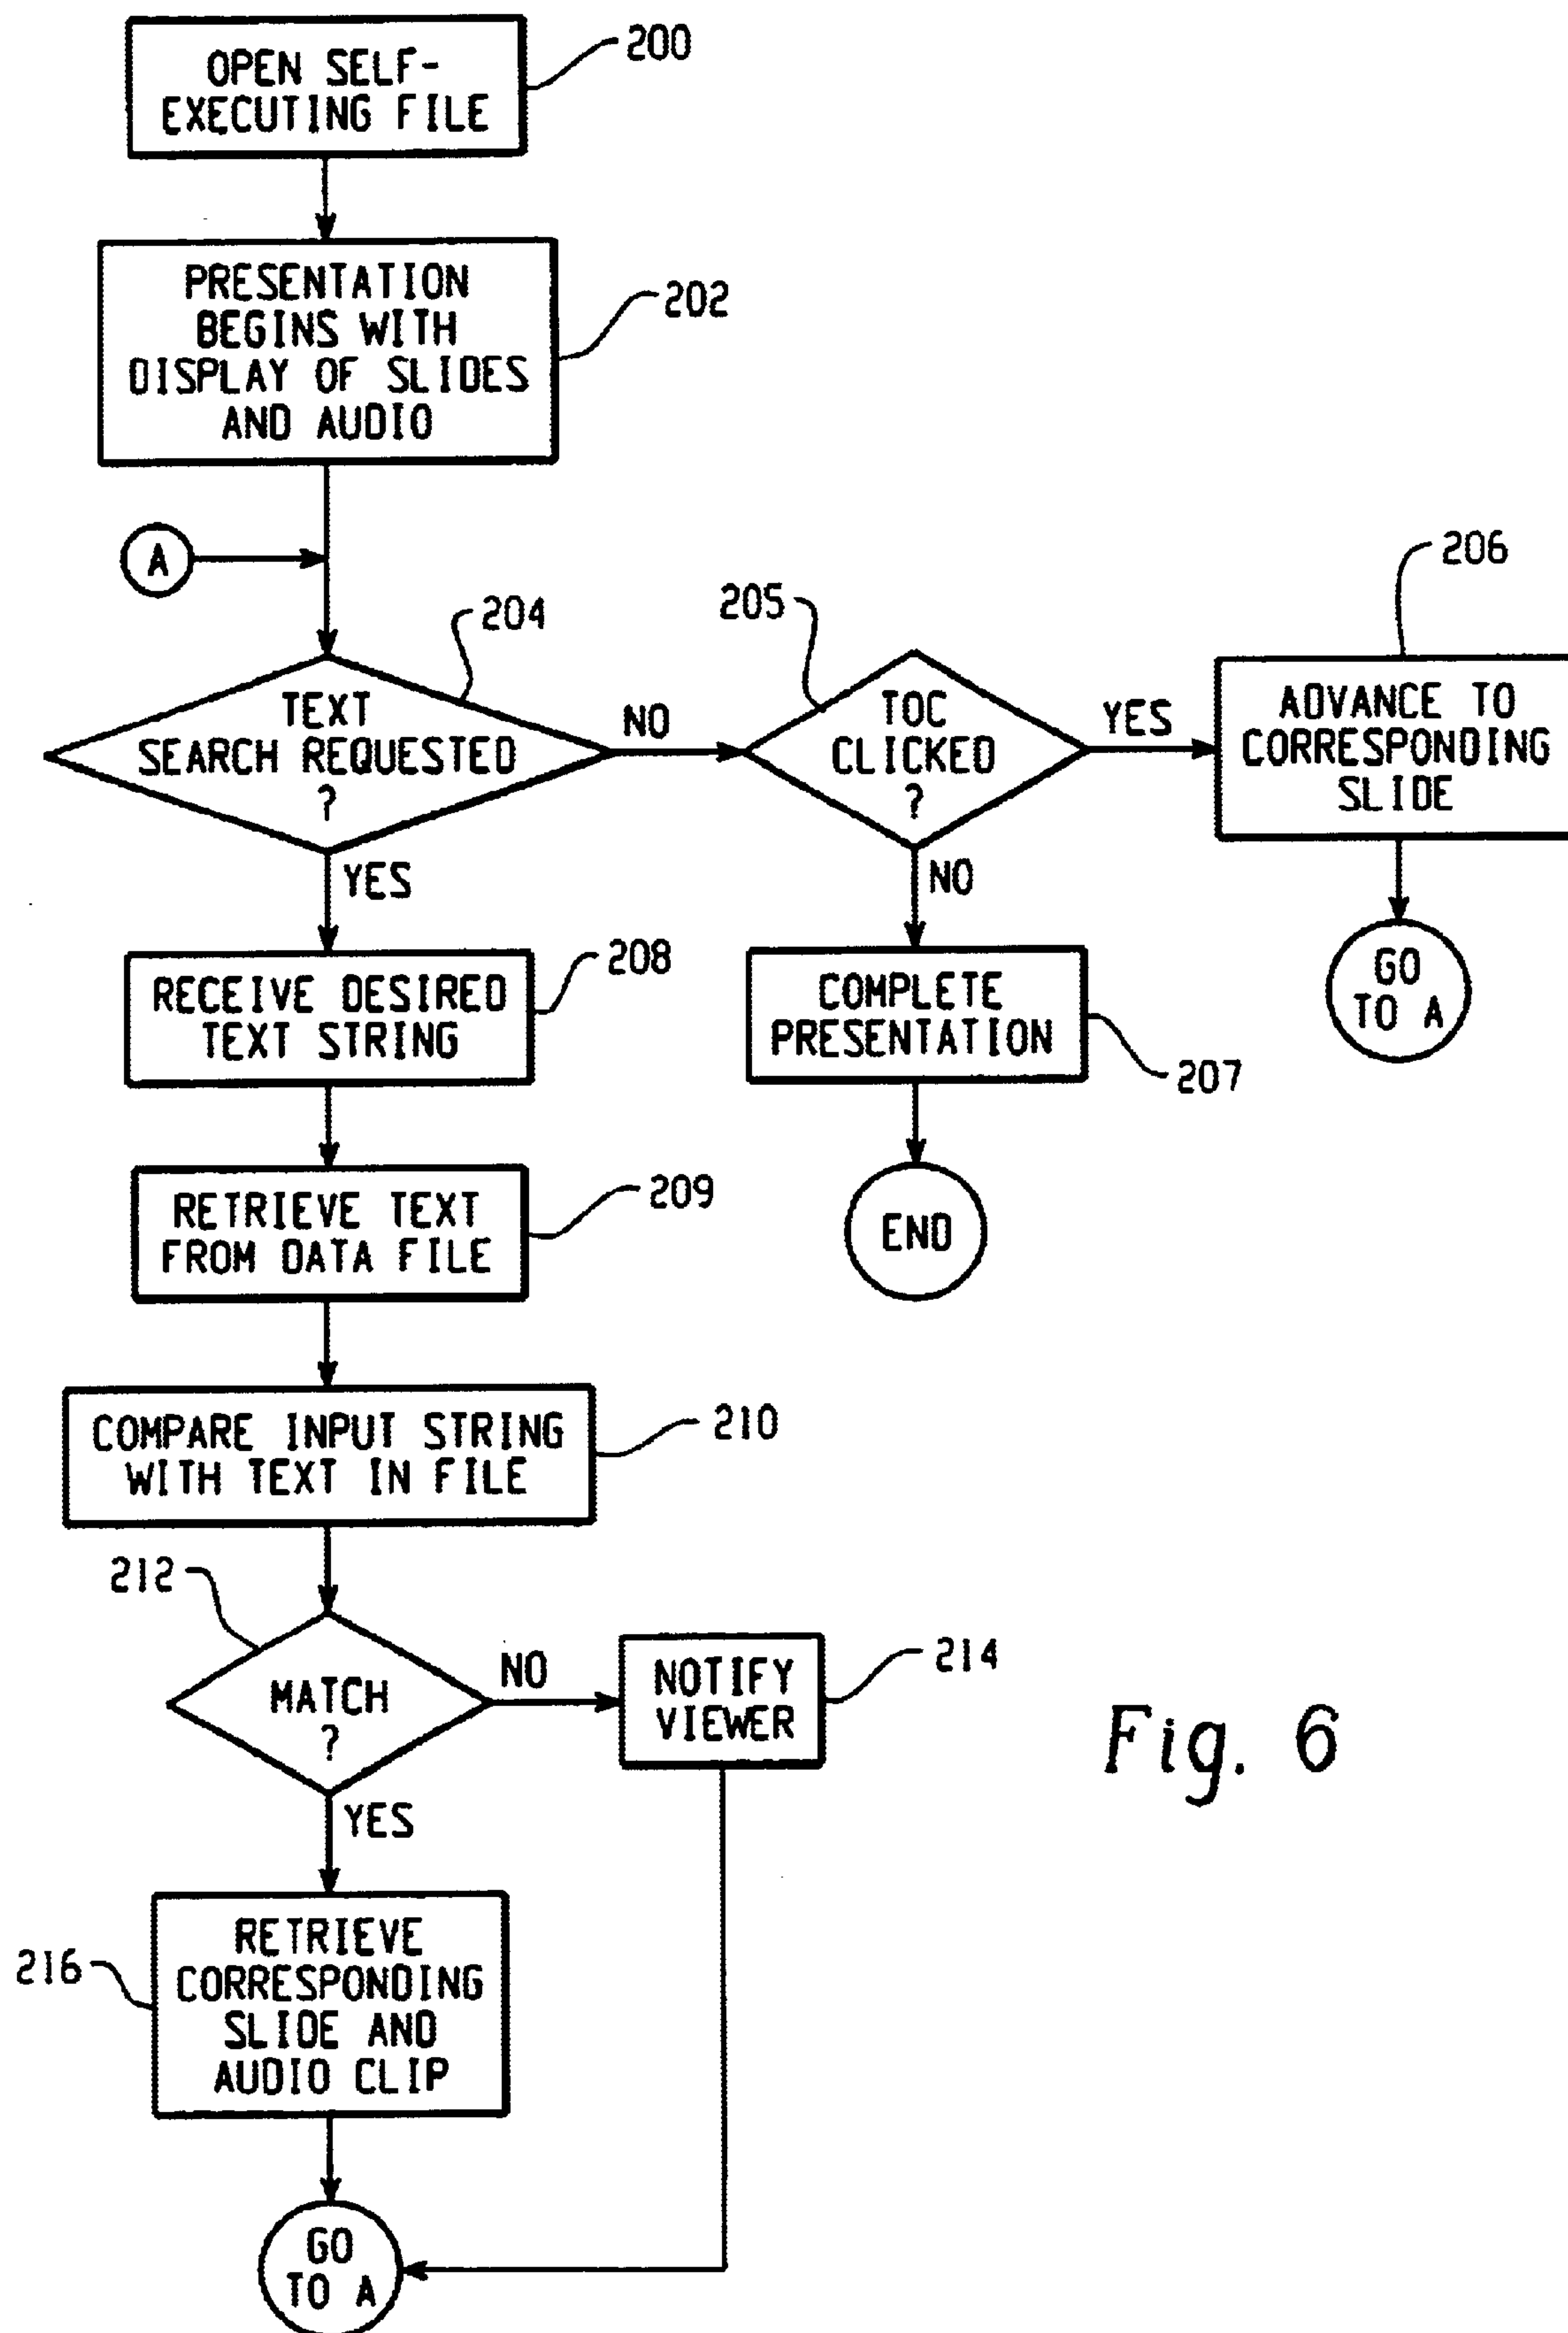 OPEN SELF-
EXECUTING FILE
200
PRESENTATION
BEGINS WITH
DISPLAY OF SLIDES
AND AUDIO
202
A
TEXT
SEARCH REQUESTED
?
204
NO
YES
TOC
CLICKED
?
205
YES
NO
ADVANCE TO
CORRESPONDING
SLIDE
206
GO
TO A
COMPLETE
PRESENTATION
207
END
RECEIVE DESIRED
TEXT STRING
208
RETRIEVE TEXT
FROM DATA FILE
209
COMPARE INPUT STRING
WITH TEXT IN FILE
210
MATCH
?
212
NO
YES
NOTIFY
VIEWER
214
RETRIEVE
CORRESPONDING
SLIDE AND
AUDIO CLIP
216
GO
TO A
Fig. 6